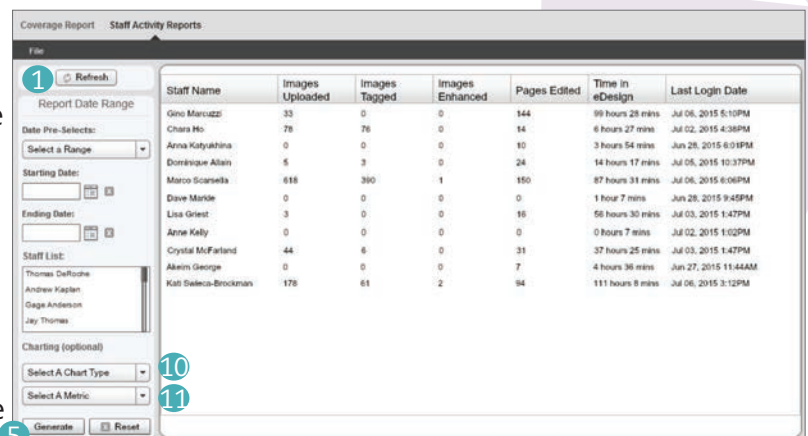 Coverage Report Staff Activity Reports
File
1 Refresh
Report Date Range
Date Pre-Selects:
Select a Range
Starting Date:
Ending Date:
Staff List:
Thomas DeRoche
Andrew Kaplan
Gage Anderson
Jay Thomas
Charting (optional)
Select A Chart Type 10
Select A Metric 11
5 Generate Reset
e
e
Staff Name Images Uploaded Images Tagged Images Enhanced Pages Edited Time in eDesign Last Login Date
Gino Marcuzzi 33 0 0 144 99 hours 28 mins Jul 06, 2015 5:10PM
Chara Ho 78 76 0 14 6 hours 27 mins Jul 02, 2015 4:38PM
Anna Katyukhina 0 0 0 10 3 hours 54 mins Jun 28, 2015 6:01PM
Dominique Allain 5 3 0 24 14 hours 17 mins Jul 05, 2015 10:37PM
Marco Scarsella 618 390 1 150 87 hours 31 mins Jul 06, 2015 6:06PM
Dave Markle 0 0 0 0 1 hour 7 mins Jun 28, 2015 9:45PM
Lisa Griest 3 0 0 16 56 hours 30 mins Jul 03, 2015 1:47PM
Anne Kelly 0 0 0 0 0 hours 7 mins Jul 02, 2015 1:02PM
Crystal McFarland 44 6 0 31 37 hours 25 mins Jul 03, 2015 1:47PM
Akeim George 0 0 0 7 4 hours 36 mins Jun 27, 2015 11:44AM
Kati Sweca-Brockman 178 61 2 94 111 hours 8 mins Jul 06, 2015 3:12PM